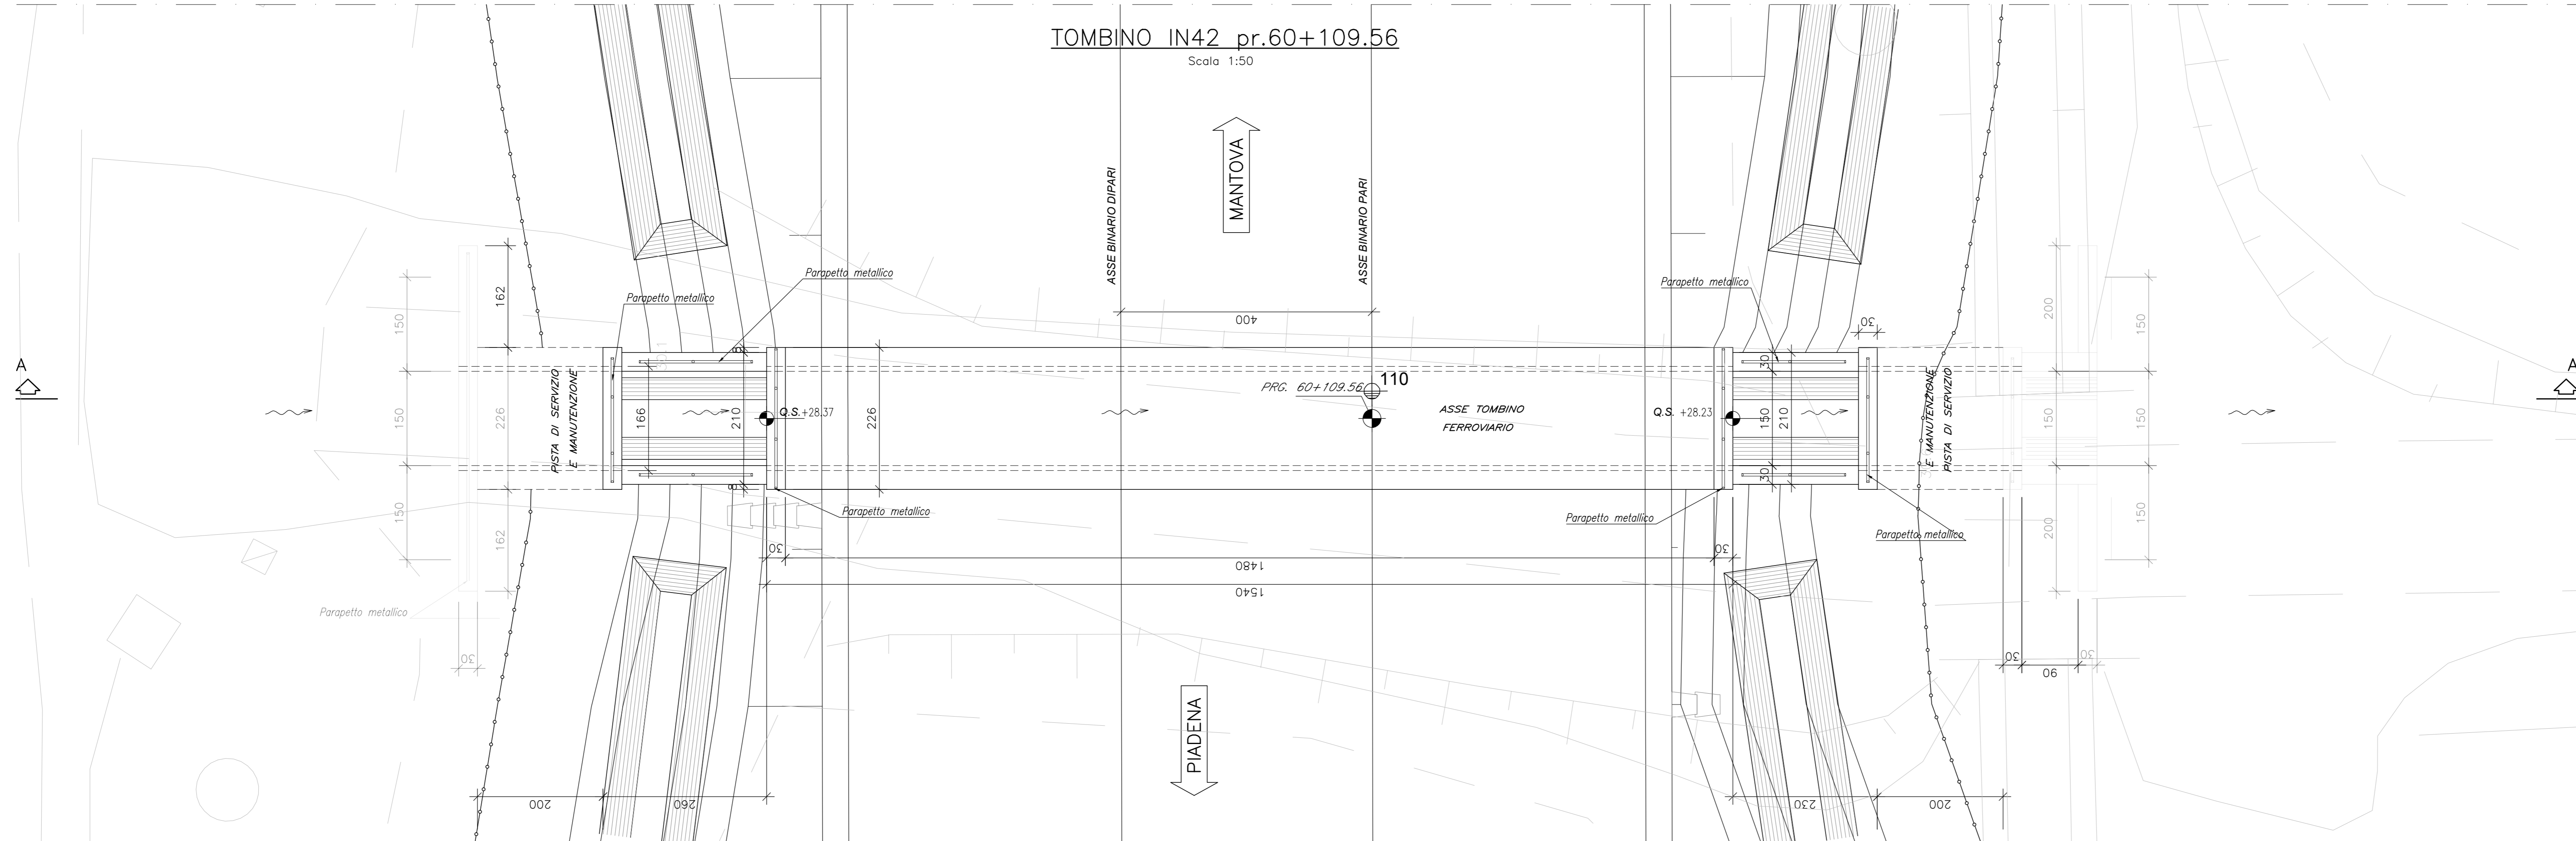 TOMBINO IN42 pr.60+109.56
Scala 1:50
MANTOVA
ASSE BINARIO DIPARI
ASSE BINARIO PARI
Parapetto metallico
Parapetto metallico
Parapetto metallico
162
150
200
150
400
30
30
A
A
PISTA DI SERVIZIO
E MANUTENZIONE
150
226
166
210
Q.S.+28.37
226
PRG. 60+109.56
110
ASSE TOMBINO
FERROVIARIO
Q.S. +28.23
150
210
E MANUTENZIONE
PISTA DI SERVIZIO
150
150
30
Parapetto metallico
Parapetto metallico
Parapetto metallico
150
162
200
150
30
30
1480
1540
Parapetto metallico
30
30
90
30
PIADENA
200
260
230
200